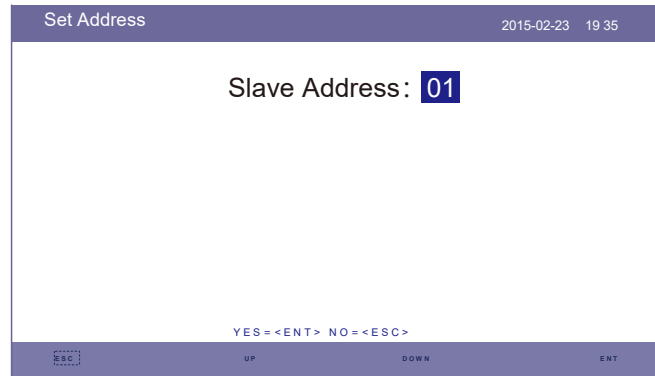 Set Address 2015-02-23 19 35
Slave Address: 01
YES=<ENT> NO=<ESC>
ESC UP DOWN ENT